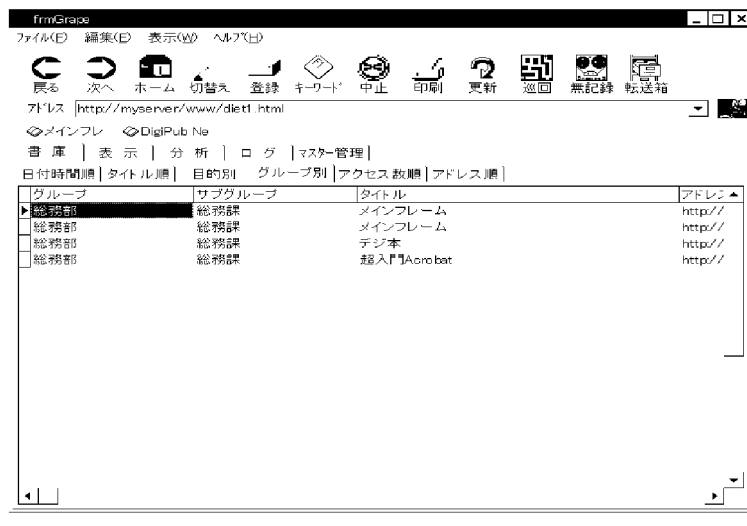 frmGrape
ﾌｧｲﾙ(F) 編集(E) 表示(W) ﾍﾙﾌﾟ(H)
戻る 次へ ホーム 切替え 登録 ｷｰﾜｰﾄﾞ 中止 印刷 更新 巡回 無記録 転送箱
ｱﾄﾞﾚｽ http://myserver/www/diet1.html
メインフレ DigiPub Ne
書 庫 | 表 示 | 分 析 | ロ グ | ﾏｽﾀｰ管理 |
日付時間順 | タイトル順 | 目的別 グループ別 | アクセス数順 | アドレス順 |
グループ サブグループ タイトル アドレス
総務部 総務課 メインフレーム http://
総務部 総務課 メインフレーム http://
総務部 総務課 デジ本 http://
総務部 総務課 超入門Acrobat http://